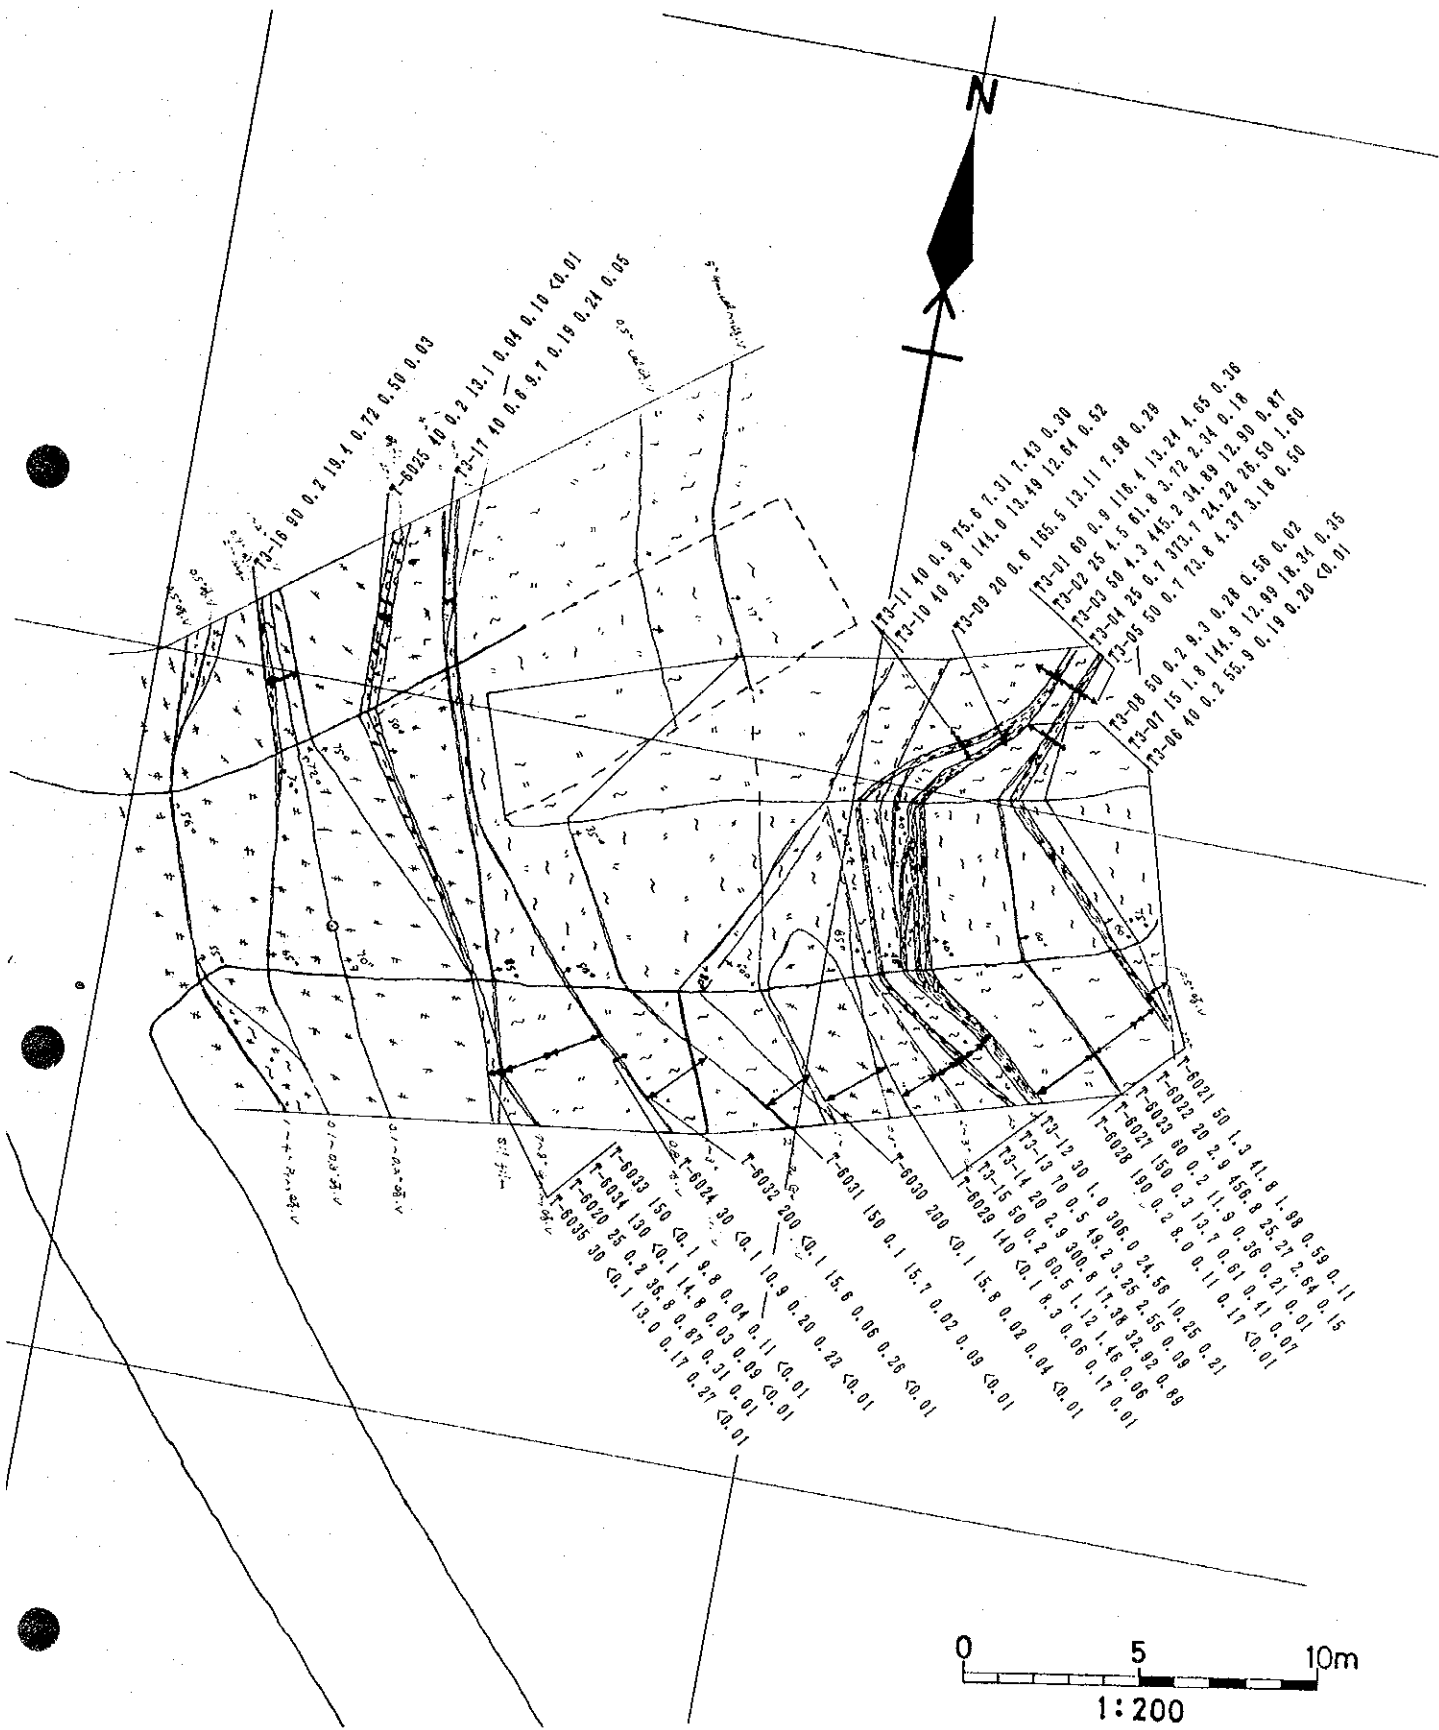 N
T3-16 90 0.2 19.4 0.72 0.50 0.03
T-6025 40 0.2 13.1 0.04 0.10 <0.01
T3-17 40 0.6 9.7 0.19 0.24 0.05
T3-11 40 0.9 75.6 7.31 7.43 0.30
T3-10 40 2.8 144.0 13.49 12.64 0.52
T3-09 20 0.6 165.5 13.11 7.98 0.29
T3-01 60 0.9 116.4 13.24 4.65 0.36
T3-02 25 4.5 61.8 3.72 2.34 0.18
T3-03 50 4.3 445.2 34.89 12.90 0.87
T3-04 25 0.7 373.7 24.22 26.50 1.60
T3-05 50 0.7 73.8 4.37 3.18 0.50
T3-08 50 0.2 9.3 0.28 0.56 0.02
T3-07 15 1.8 144.9 12.99 18.34 0.35
T3-06 40 0.2 55.9 0.19 0.20 <0.01
56°
70°
72°
75°
50°
35°
17°
55°
65°
70°
85°
50°
65°
60°
T-6021 50 1.3 41.8 1.98 0.59 0.11
T-6022 20 2.9 456.8 25.27 2.64 0.15
T-6023 60 0.2 11.9 0.36 0.21 0.01
T-6027 150 0.3 13.7 0.61 0.41 0.07
T-6028 190 0.2 8.0 0.11 0.17 <0.01
T3-12 30 1.0 306.0 24.56 10.25 0.21
T3-13 70 0.5 49.2 3.25 2.55 0.09
T3-14 20 2.9 300.8 17.38 32.92 0.89
T3-15 50 0.2 60.5 1.12 1.46 0.06
T-6029 140 <0.1 8.3 0.06 0.17 0.01
T-6030 200 <0.1 15.8 0.02 0.04 <0.01
T-6031 150 0.1 15.7 0.02 0.09 <0.01
T-6032 200 <0.1 15.6 0.06 0.26 <0.01
T-6024 30 <0.1 10.9 0.20 0.22 <0.01
T-6033 150 <0.1 9.8 0.04 0.11 <0.01
T-6034 130 <0.1 14.8 0.03 0.09 <0.01
T-6020 25 0.2 36.8 0.87 0.31 0.01
T-6035 30 <0.1 13.0 0.17 0.27 <0.01
0 5 10m
1:200